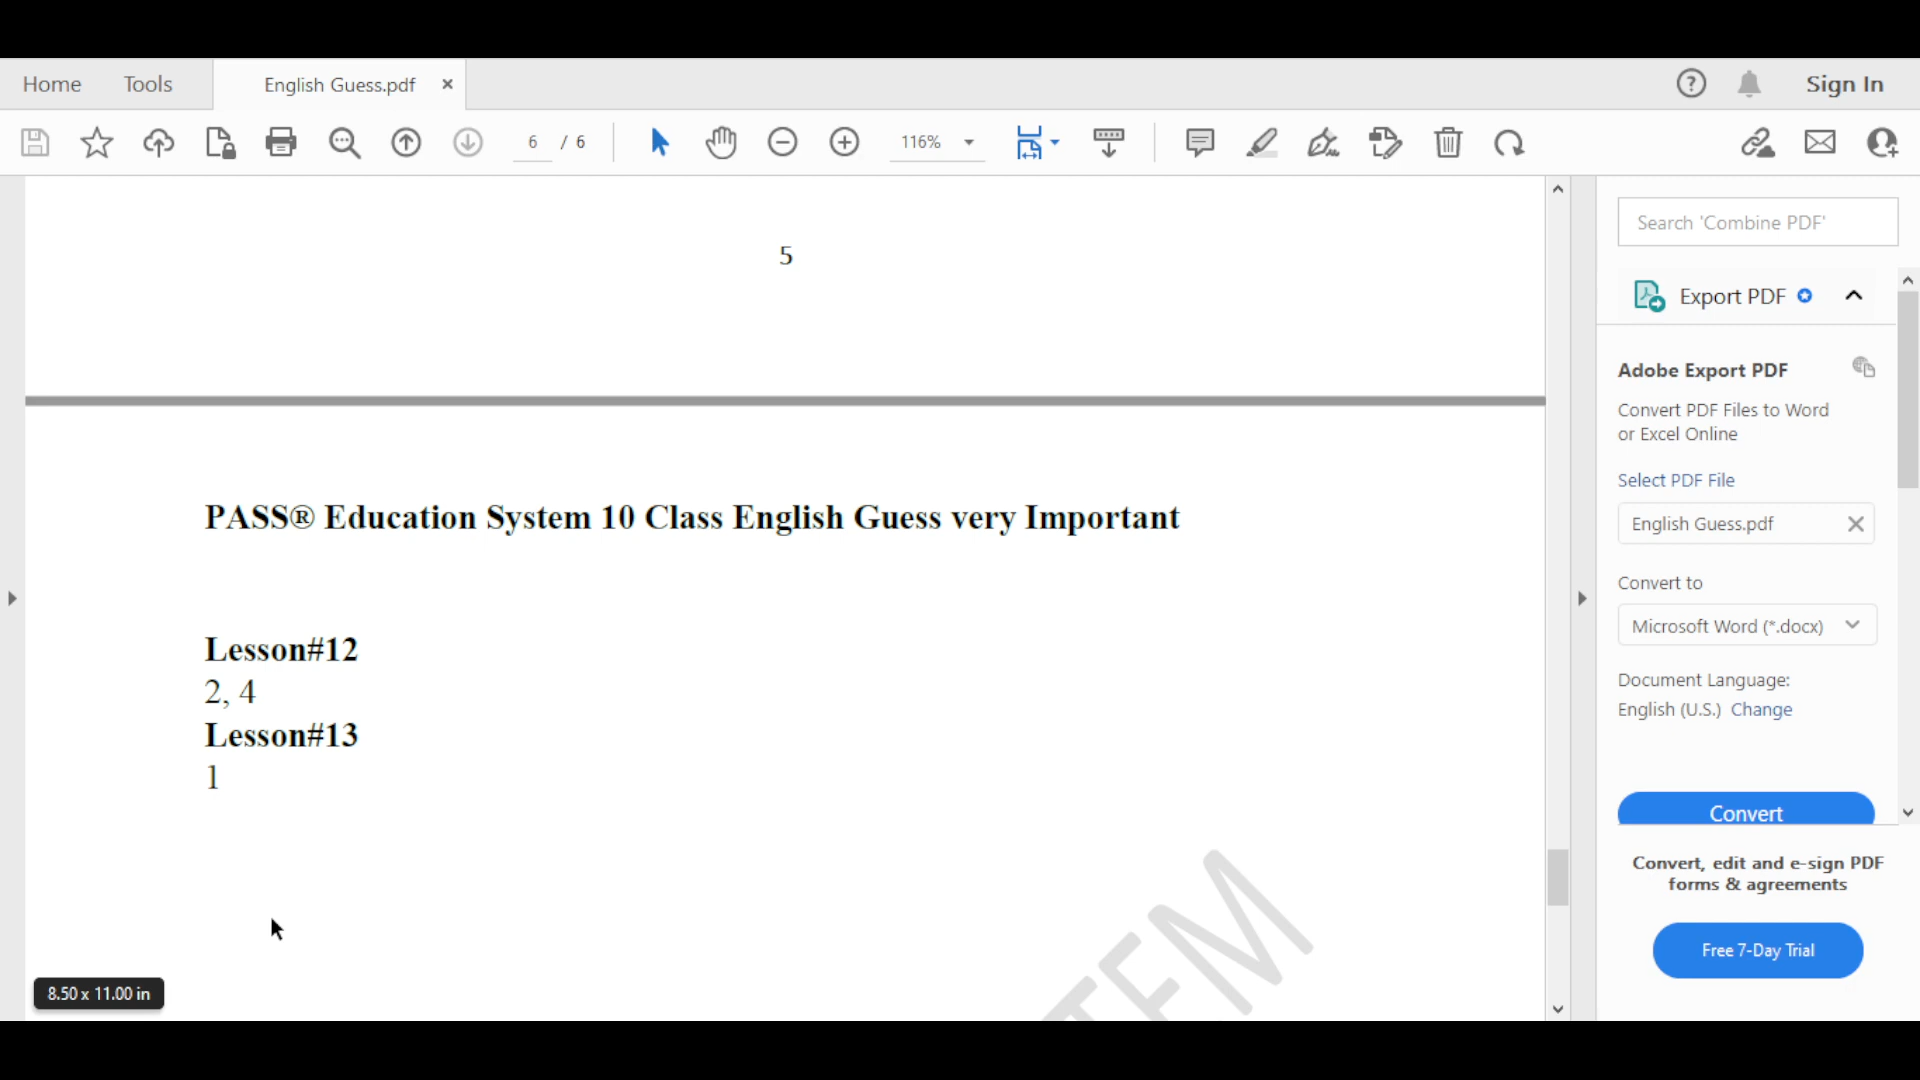 Home Tools English Guess.pdf × Sign In
6 / 6 116%
5
PASS® Education System 10 Class English Guess very Important
Lesson#12
2, 4
Lesson#13
1
8.50 x 11.00 in
Search 'Combine PDF'
Export PDF
Adobe Export PDF
Convert PDF Files to Word
or Excel Online
Select PDF File
English Guess.pdf
Convert to
Microsoft Word (*.docx)
Document Language:
English (U.S.) Change
Convert
Convert, edit and e-sign PDF
forms & agreements
Free 7-Day Trial